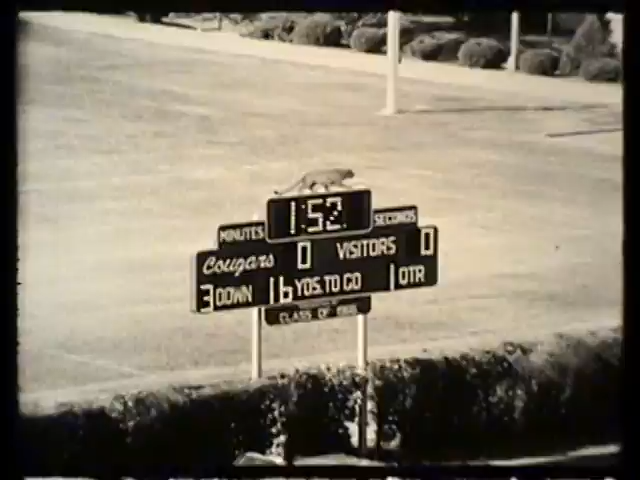 1:52
MINUTES SECONDS
Cougars 0 VISITORS 0
3 DOWN 16 YDS. TO GO 1 QTR
CLASS OF